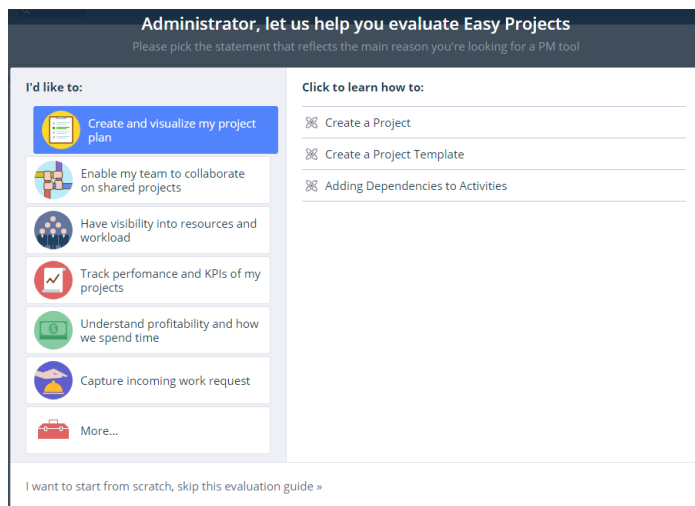 Administrator, let us help you evaluate Easy Projects
Please pick the statement that reflects the main reason you're looking for a PM tool
I'd like to:
Create and visualize my project
plan
Enable my team to collaborate
on shared projects
Have visibility into resources and
workload
Track perfomance and KPIs of my
projects
Understand profitability and how
we spend time
Capture incoming work request
More...
Click to learn how to:
Create a Project
Create a Project Template
Adding Dependencies to Activities
I want to start from scratch, skip this evaluation guide »